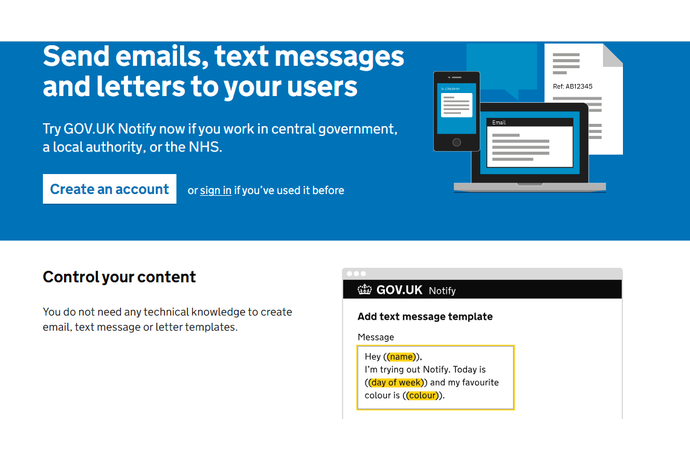 Send emails, text messages
and letters to your users
Try GOV.UK Notify now if you work in central government,
a local authority, or the NHS.
Create an account
or sign in if you've used it before
Ref: AB12345
Email
Control your content
You do not need any technical knowledge to create
email, text message or letter templates.
GOV.UK Notify
Add text message template
Message
Hey ((name)),
I'm trying out Notify. Today is
((day of week)) and my favourite
colour is ((colour)).